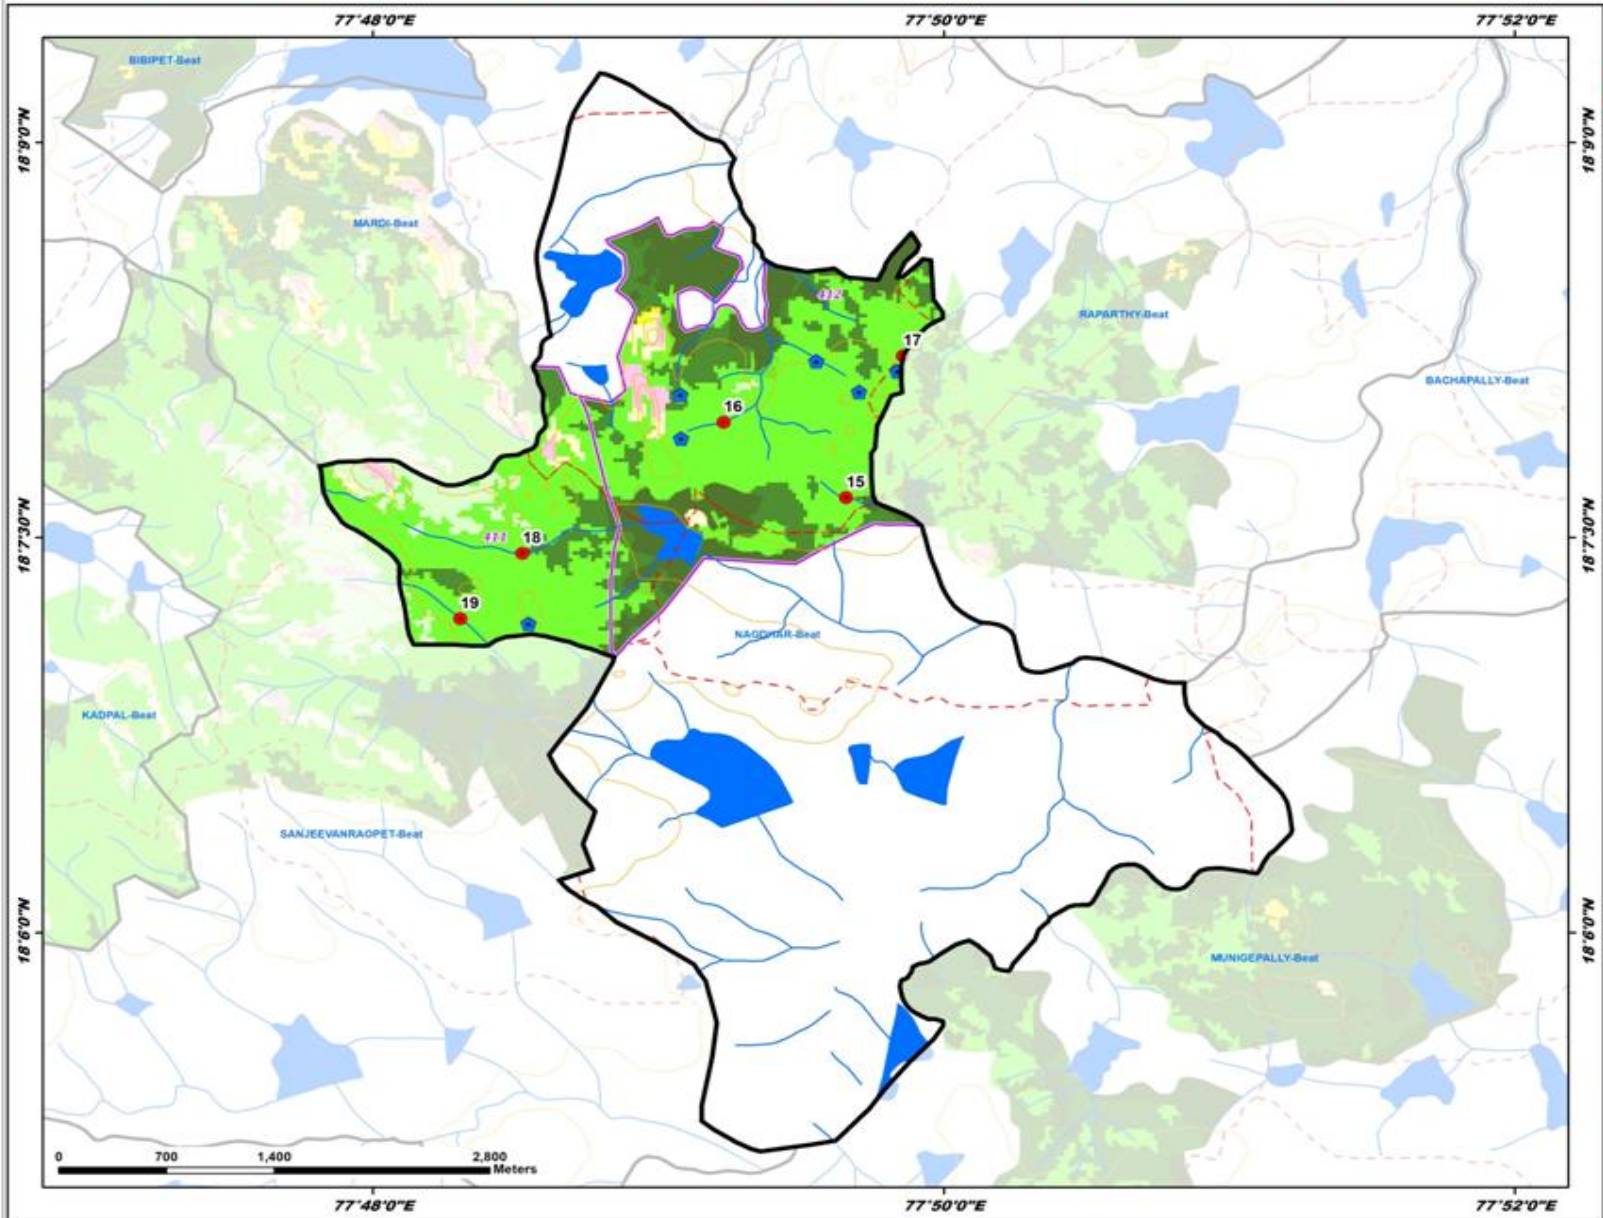 77°48'0"E 77°50'0"E 77°52'0"E
BIBIPET-Beat
18°9'0"N 18°9'0"N
MARDI-Beat
412
RAPARTHY-Beat
17
BACHAPALLY-Beat
16
15
18°7'30"N 18°7'30"N
411 18
19
NAGDHAR-Beat
KADPAL-Beat
SANJEEVANRAOPET-Beat
18°6'0"N 18°6'0"N
MUNIGEPALLY-Beat
0 700 1,400 2,800
Meters
77°48'0"E 77°50'0"E 77°52'0"E